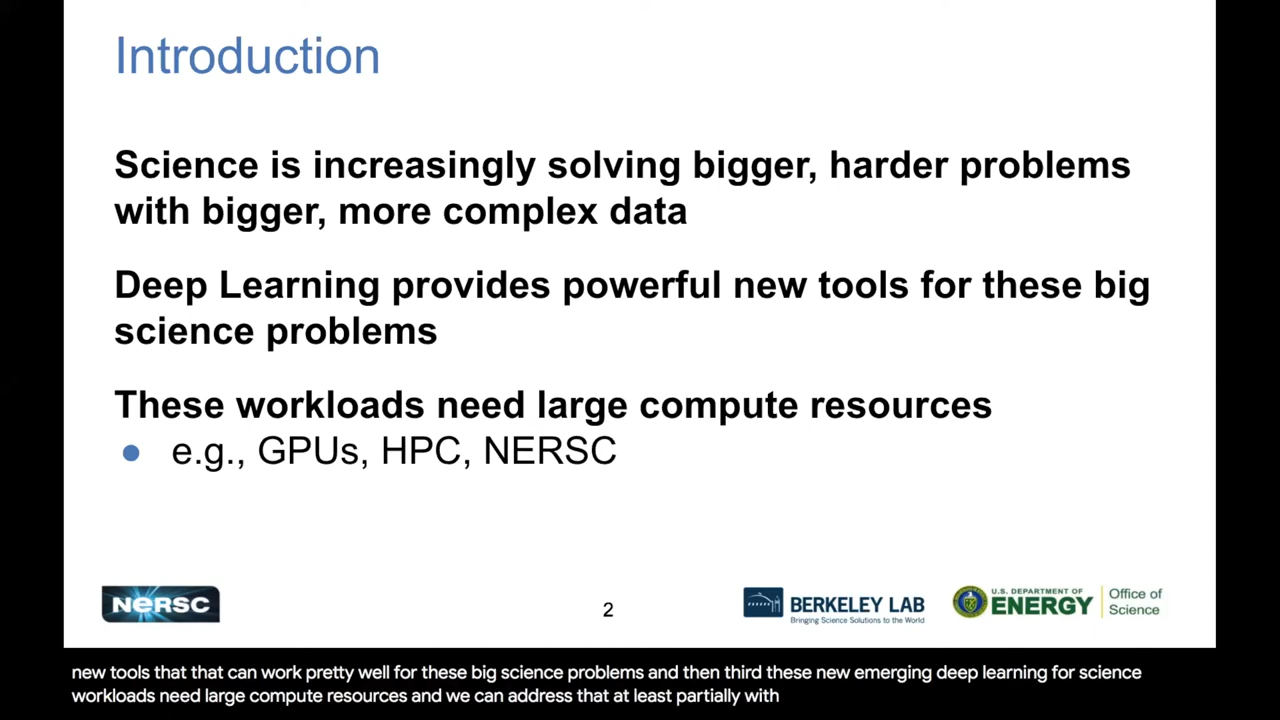 Introduction
Science is increasingly solving bigger, harder problems
with bigger, more complex data
Deep Learning provides powerful new tools for these big
science problems
These workloads need large compute resources
● e.g., GPUs, HPC, NERSC
NERSC
2
BERKELEY LAB
Bringing Science Solutions to the World
U.S. DEPARTMENT OF
ENERGY
Office of
Science
new tools that that can work pretty well for these big science problems and then third these new emerging deep learning for science
workloads need large compute resources and we can address that at least partially with